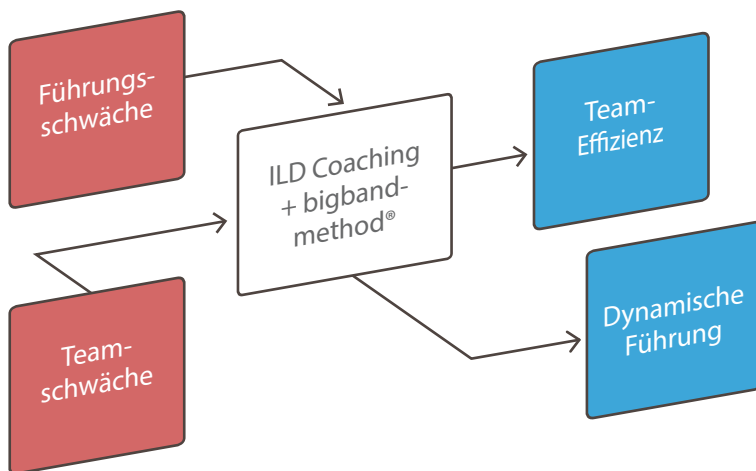 Führungs-
schwäche
Team-
schwäche
ILD Coaching
+ bigband-
method®
Team-
Effizienz
Dynamische
Führung